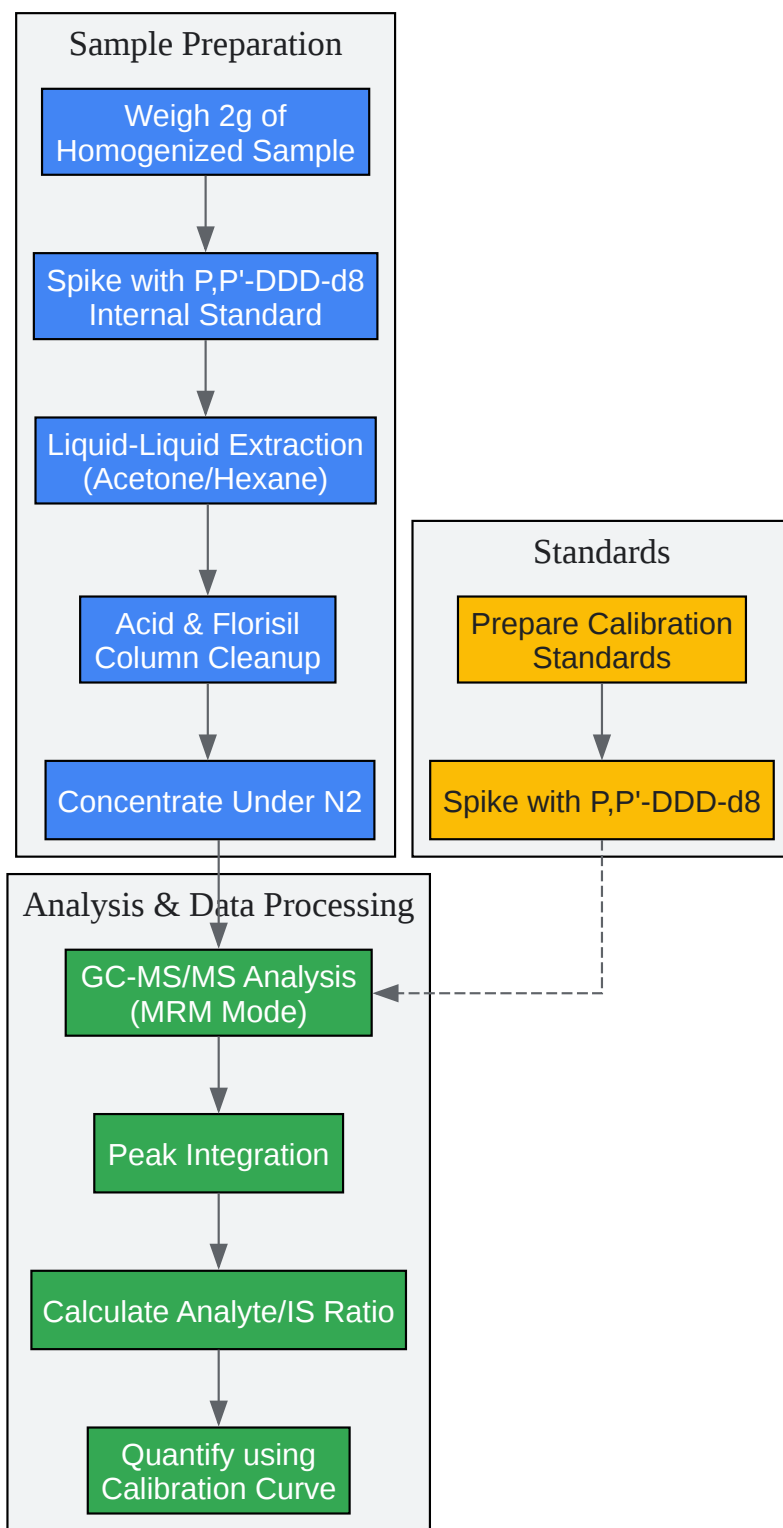 Sample Preparation
Weigh 2g of
Homogenized Sample
Spike with P,P'-DDD-d8
Internal Standard
Liquid-Liquid Extraction
(Acetone/Hexane)
Acid & Florisil
Column Cleanup
Concentrate Under N2
Standards
Prepare Calibration
Standards
Spike with P,P'-DDD-d8
Analysis & Data Processing
GC-MS/MS Analysis
(MRM Mode)
Peak Integration
Calculate Analyte/IS Ratio
Quantify using
Calibration Curve